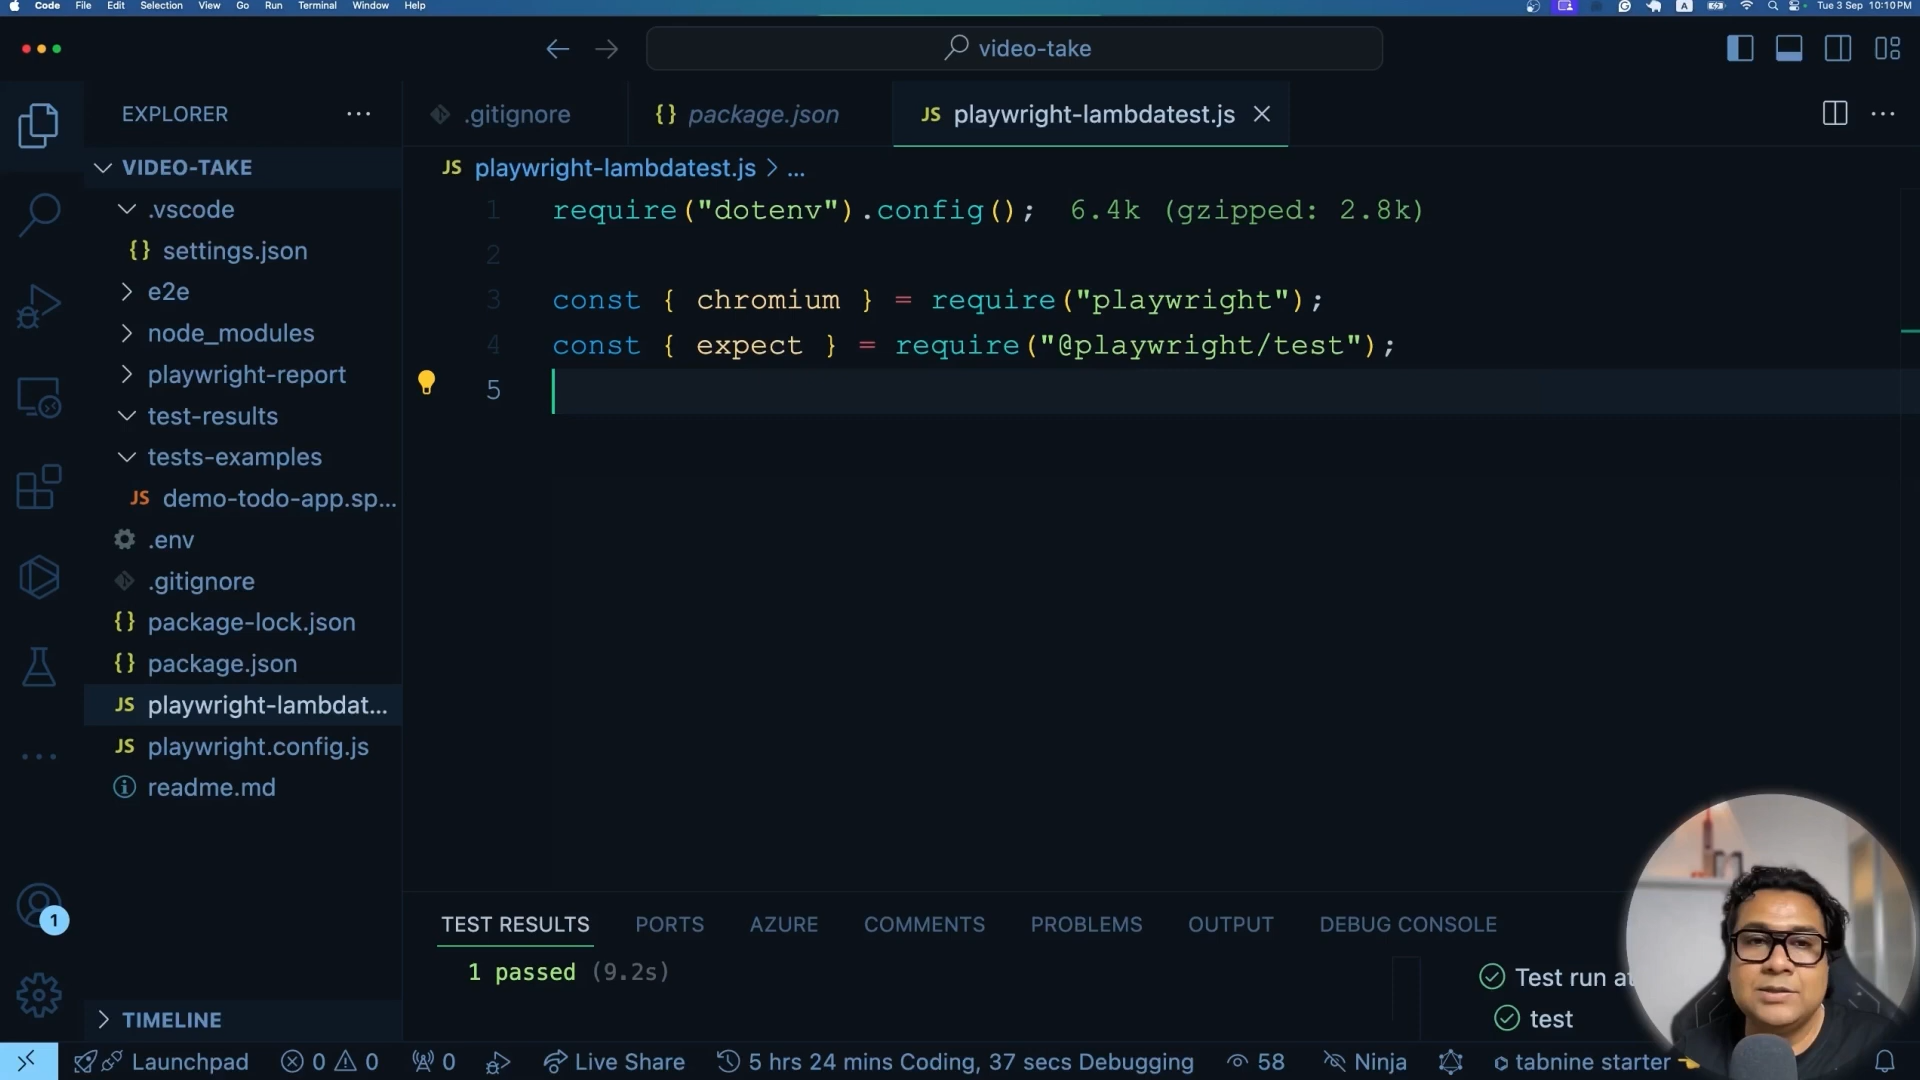 Code File Edit Selection View Go Run Terminal Window Help
A
Tue 3 Sep 10:10 PM
video-take
EXPLORER
.gitignore
{} package.json
JS playwright-lambdatest.js
VIDEO-TAKE
JS playwright-lambdatest.js > ...
.vscode
{} settings.json
e2e
node_modules
playwright-report
test-results
tests-examples
JS demo-todo-app.sp...
.env
.gitignore
{} package-lock.json
{} package.json
JS playwright-lambdat...
JS playwright.config.js
readme.md
1 require("dotenv").config(); 6.4k (gzipped: 2.8k)
2
3 const { chromium } = require("playwright");
4 const { expect } = require("@playwright/test");
5
TEST RESULTS PORTS AZURE COMMENTS PROBLEMS OUTPUT DEBUG CONSOLE
1 passed (9.2s)
Test run at
test
1
TIMELINE
Launchpad 0 0 0 Live Share 5 hrs 24 mins Coding, 37 secs Debugging 58 Ninja tabnine starter